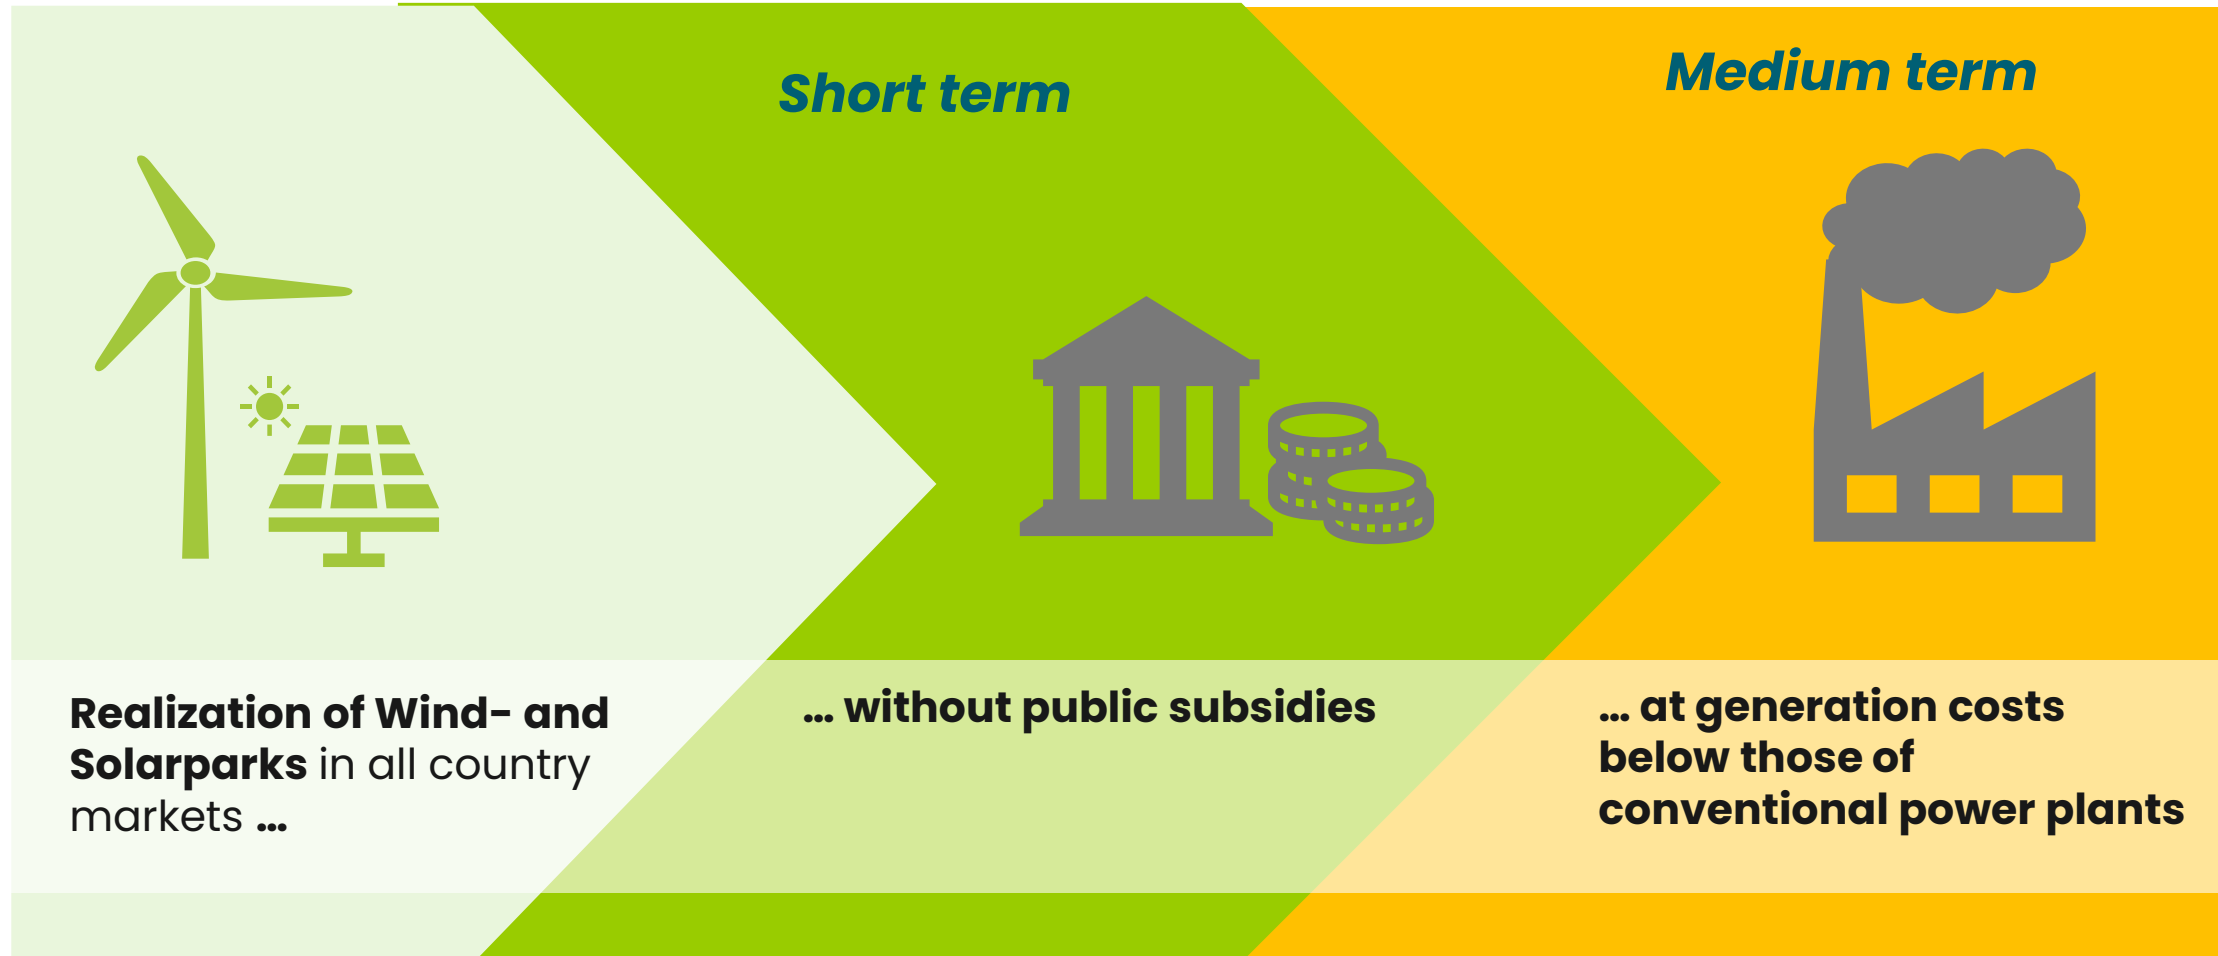 Short term
Medium term
Realization of Wind- and
Solarparks in all country
markets ...
... without public subsidies
... at generation costs
below those of
conventional power plants